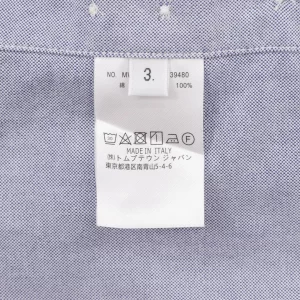 3.
NO. M 39480
綿 100%
MADE IN ITALY
(株)トムブラウン ジャパン
東京都港区南青山5-4-6